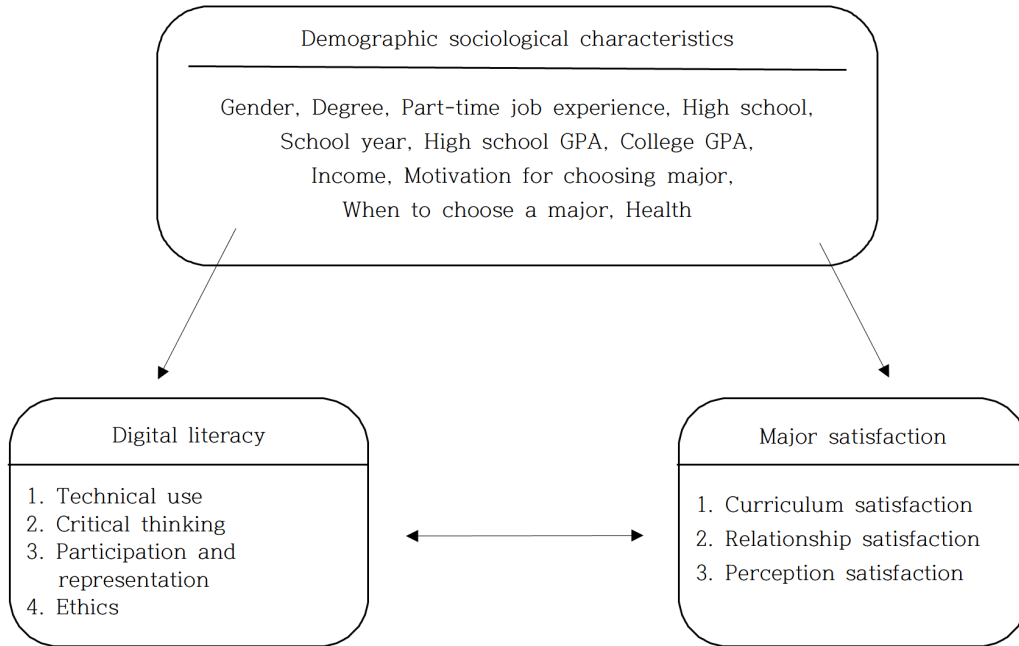 Demographic sociological characteristics
Gender, Degree, Part-time job experience, High school,
School year, High school GPA, College GPA,
Income, Motivation for choosing major,
When to choose a major, Health
Digital literacy
1. Technical use
2. Critical thinking
3. Participation and
representation
4. Ethics
Major satisfaction
1. Curriculum satisfaction
2. Relationship satisfaction
3. Perception satisfaction